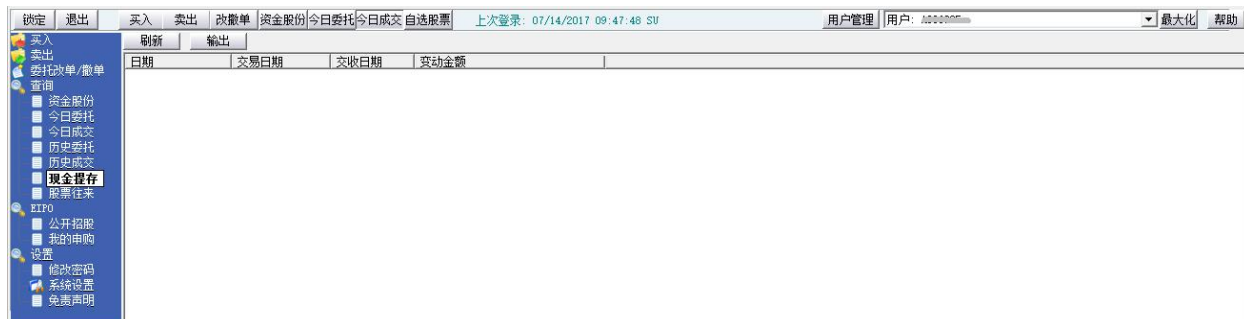 锁定 退出 买入 卖出 改撤单 资金股份 今日委托 今日成交 自选股票 上次登录: 07/14/2017 09:47:48 SU 用户管理 用户: 最大化 帮助
买入
卖出
委托改单/撤单
查询
资金股份
今日委托
今日成交
历史委托
历史成交
现金提存
股票往来
EIPO
公开招股
我的申购
设置
修改密码
系统设置
免责声明
刷新 输出
日期 交易日期 交收日期 变动金额